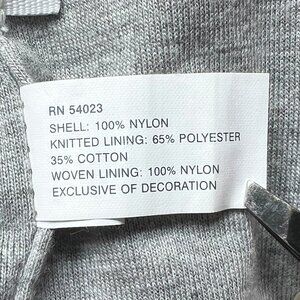 RN 54023
SHELL: 100% NYLON
KNITTED LINING: 65% POLYESTER
35% COTTON
WOVEN LINING: 100% NYLON
EXCLUSIVE OF DECORATION